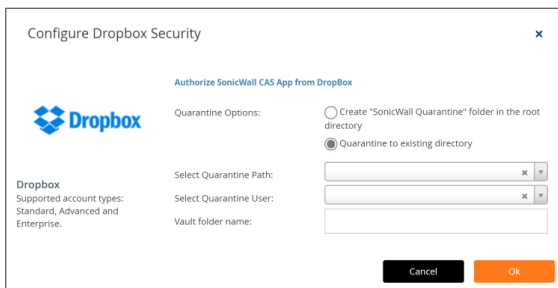 Configure Dropbox Security
×
Authorize SonicWall CAS App from DropBox
Dropbox
Quarantine Options:
Create "SonicWall Quarantine" folder in the root
directory
Quarantine to existing directory
Dropbox
Supported account types:
Standard, Advanced and
Enterprise.
Select Quarantine Path:
×
Select Quarantine User:
×
Vault folder name:
Cancel
Ok